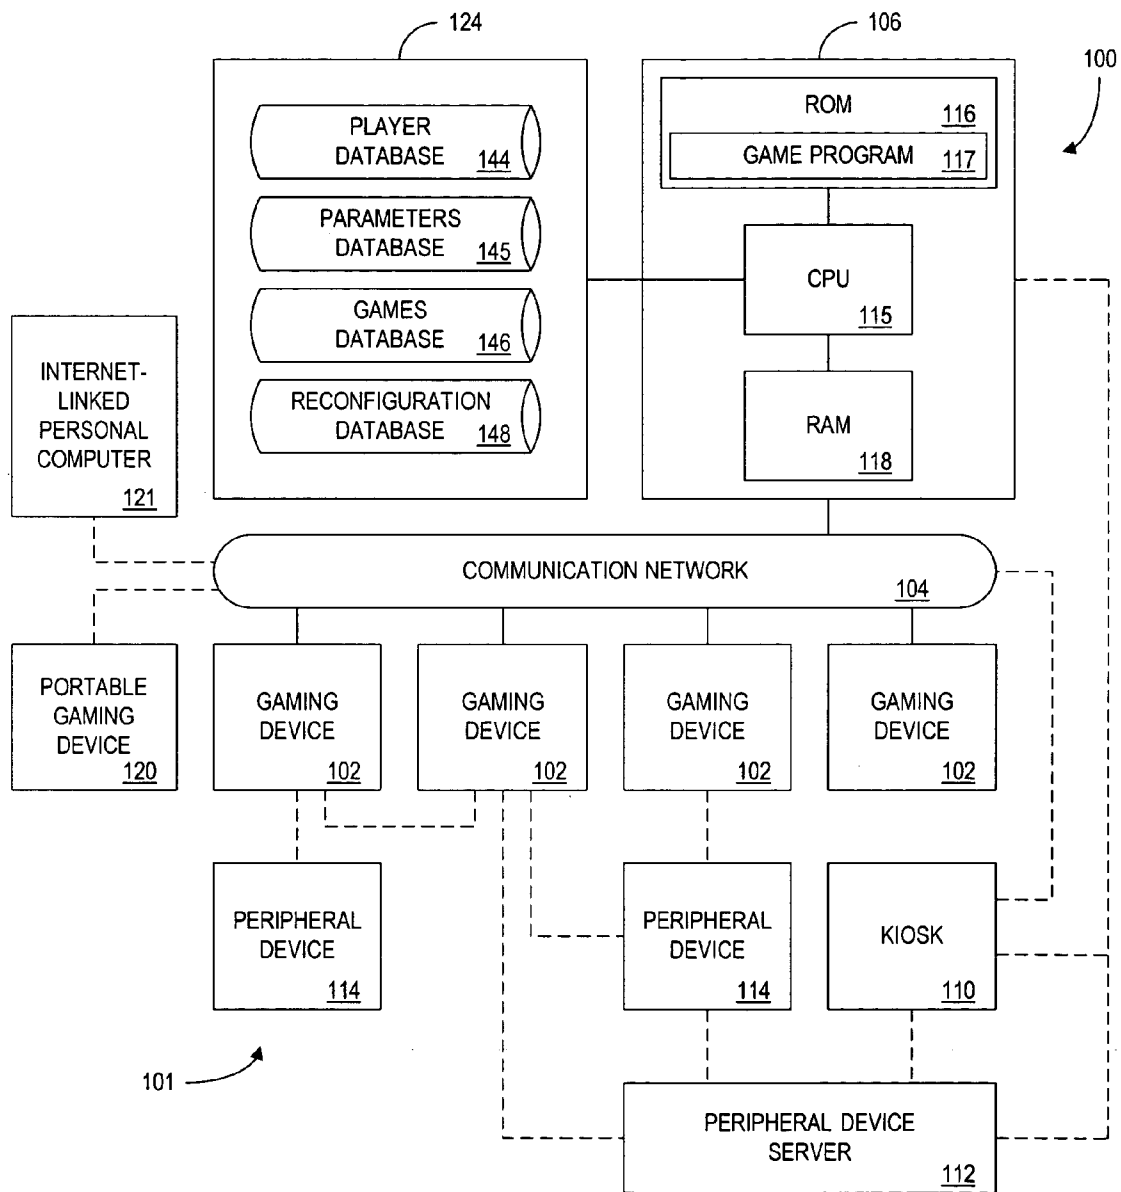 124
106
100
PLAYER
DATABASE
144
PARAMETERS
DATABASE
145
GAMES
DATABASE
146
RECONFIGURATION
DATABASE
148
ROM
116
GAME PROGRAM
117
CPU
115
RAM
118
INTERNET-
LINKED
PERSONAL
COMPUTER
121
COMMUNICATION NETWORK
104
PORTABLE
GAMING
DEVICE
120
GAMING
DEVICE
102
GAMING
DEVICE
102
GAMING
DEVICE
102
GAMING
DEVICE
102
PERIPHERAL
DEVICE
114
PERIPHERAL
DEVICE
114
KIOSK
110
101
PERIPHERAL DEVICE
SERVER
112